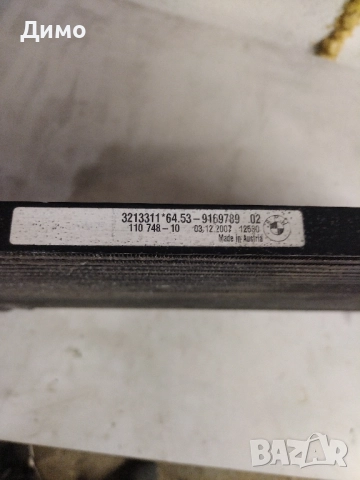 Димо
3213311*64.53-9169789 02
110 748-10 03.12.2007 12580
Made in Austria
BAZAR